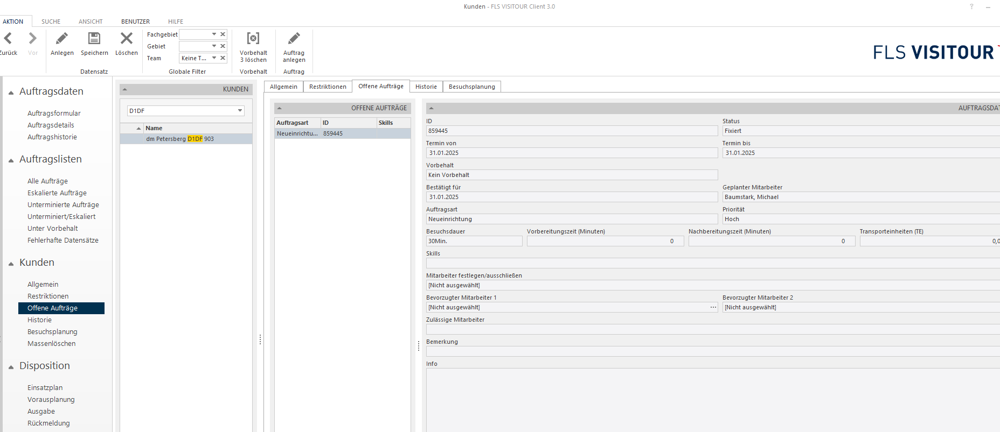 Kunden - FLS VISITOUR Client 3.0
?
AKTION
SUCHE
ANSICHT
BENUTZER
HILFE
Zurück
Vor
Anlegen
Speichern
Löschen
Datensatz
Fachgebiet
Gebiet
Team
Keine T...
Globale Filter
Vorbehalt
3 löschen
Vorbehalt
Auftrag
anlegen
Auftrag
FLS VISITOUR
Auftragsdaten
Auftragsformular
Auftragsdetails
Auftragshistorie
Auftragslisten
Alle Aufträge
Eskalierte Aufträge
Unterminierte Aufträge
Unterminiert/Eskaliert
Unter Vorbehalt
Fehlerhafte Datensätze
Kunden
Allgemein
Restriktionen
Offene Aufträge
Historie
Besuchsplanung
Massenlöschen
Disposition
Einsatzplan
Vorausplanung
Ausgabe
Rückmeldung
KUNDEN
D1DF
Name
dm Petersberg D1DF 903
Allgemein
Restriktionen
Offene Aufträge
Historie
Besuchsplanung
OFFENE AUFTRÄGE
Auftragsart ID Skills
Neueinrichtu... 859445
AUFTRAGSDAT
ID Status
859445 Fixiert
Termin von Termin bis
31.01.2025 31.01.2025
Vorbehalt
Kein Vorbehalt
Bestätigt für Geplanter Mitarbeiter
31.01.2025 Baumstark, Michael
Auftragsart Priorität
Neueinrichtung Hoch
Besuchsdauer Vorbereitungszeit (Minuten) Nachbereitungszeit (Minuten) Transporteinheiten (TE)
30Min. 0 0 0,0
Skills
Mitarbeiter festlegen/ausschließen
[Nicht ausgewählt]
Bevorzugter Mitarbeiter 1 Bevorzugter Mitarbeiter 2
[Nicht ausgewählt] ... [Nicht ausgewählt]
Zulässige Mitarbeiter
Bemerkung
Info